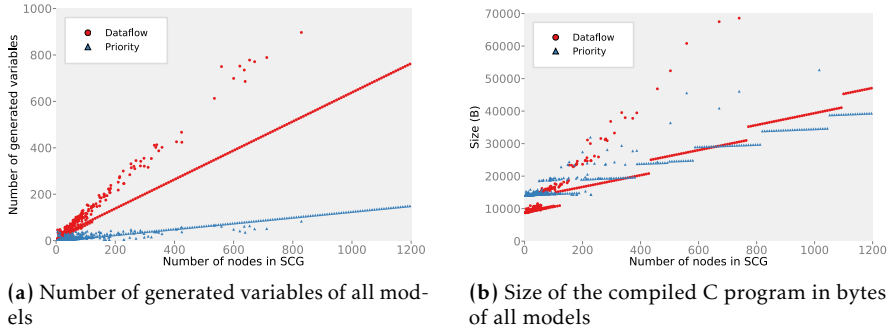 1000
800
600
400
200
0
Number of generated variables
Dataflow
Priority
0 200 400 600 800 1000 1200
Number of nodes in SCG
(a) Number of generated variables of all mod-
els
70000
60000
50000
40000
30000
20000
10000
0
Size (B)
Dataflow
Priority
0 200 400 600 800 1000 1200
Number of nodes in SCG
(b) Size of the compiled C program in bytes
of all models